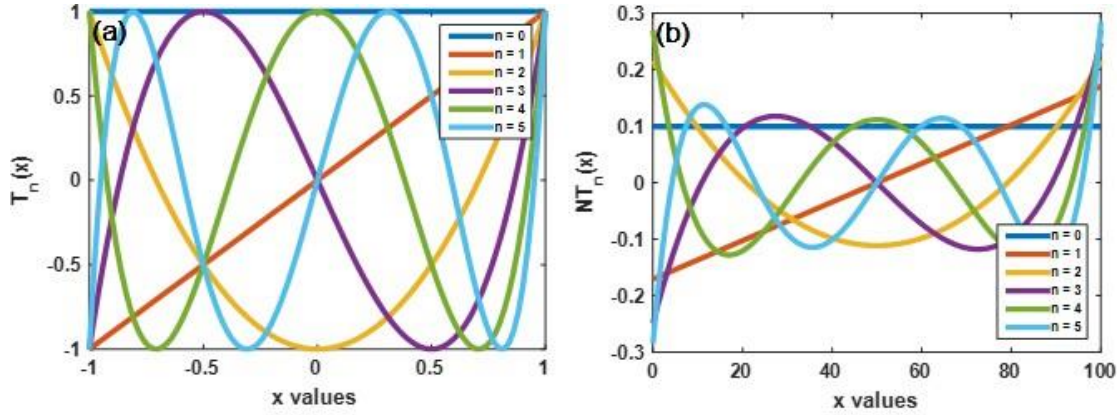 (a)
1
0.5
0
-0.5
-1
-1 -0.5 0 0.5 1
x values
T_n(x)
n = 0
n = 1
n = 2
n = 3
n = 4
n = 5
(b)
0.3
0.2
0.1
0
-0.1
-0.2
-0.3
0 20 40 60 80 100
x values
NT_n(x)
n = 0
n = 1
n = 2
n = 3
n = 4
n = 5